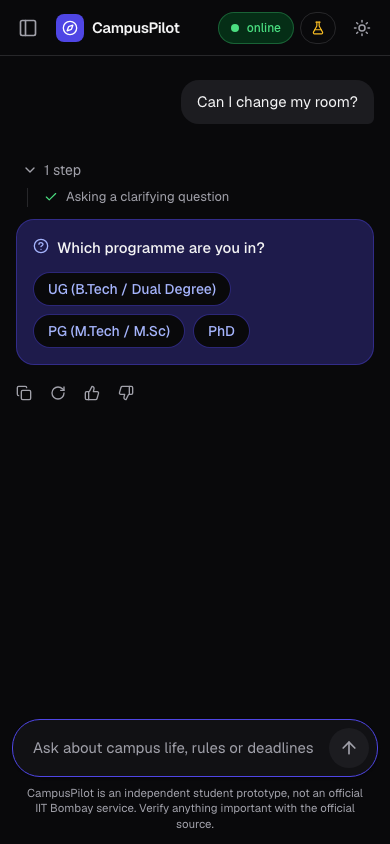 CampusPilot
online
Can I change my room?
1 step
Asking a clarifying question
Which programme are you in?
UG (B.Tech / Dual Degree)
PG (M.Tech / M.Sc)
PhD
Ask about campus life, rules or deadlines
CampusPilot is an independent student prototype, not an official
IIT Bombay service. Verify anything important with the official
source.